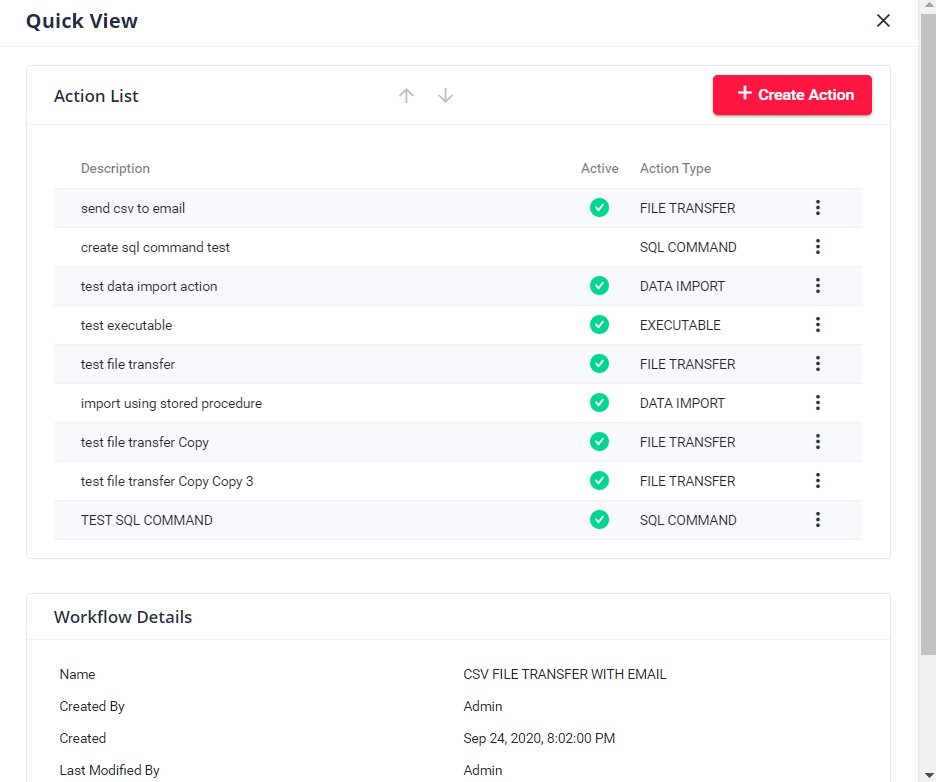 Quick View
Action List
Create Action
Description Active Action Type
send csv to email FILE TRANSFER
create sql command test SQL COMMAND
test data import action DATA IMPORT
test executable EXECUTABLE
test file transfer FILE TRANSFER
import using stored procedure DATA IMPORT
test file transfer Copy FILE TRANSFER
test file transfer Copy Copy 3 FILE TRANSFER
TEST SQL COMMAND SQL COMMAND
Workflow Details
Name CSV FILE TRANSFER WITH EMAIL
Created By Admin
Created Sep 24, 2020, 8:02:00 PM
Last Modified By Admin